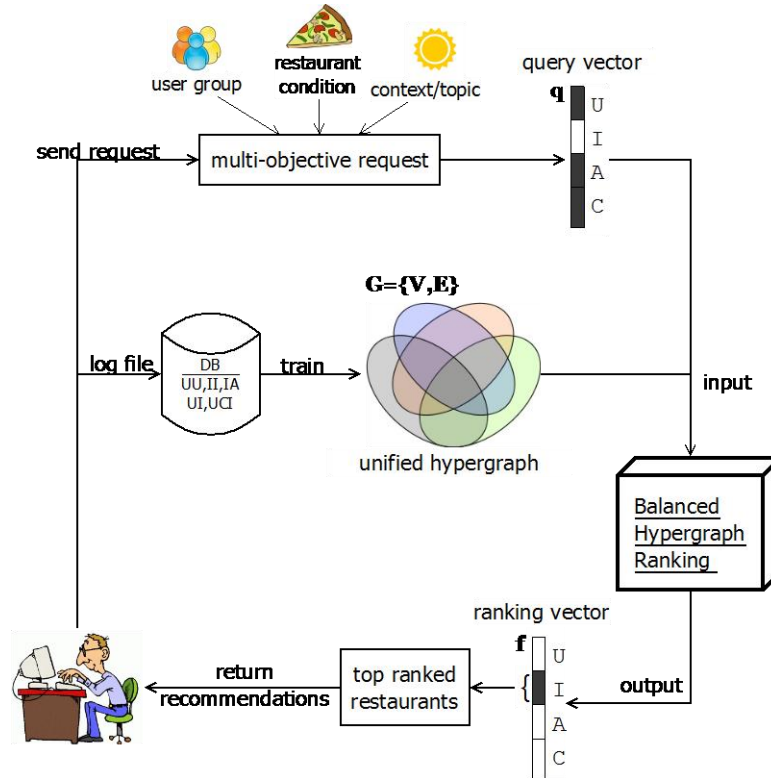 user group
restaurant
condition
context/topic
query vector
q
U
I
A
C
send request
multi-objective request
G={V,E}
log file
DB
UU,II,IA
UI,UCI
train
unified hypergraph
input
Balanced
Hypergraph
Ranking
ranking vector
f
U
{ I
A
C
output
top ranked
restaurants
return
recommendations